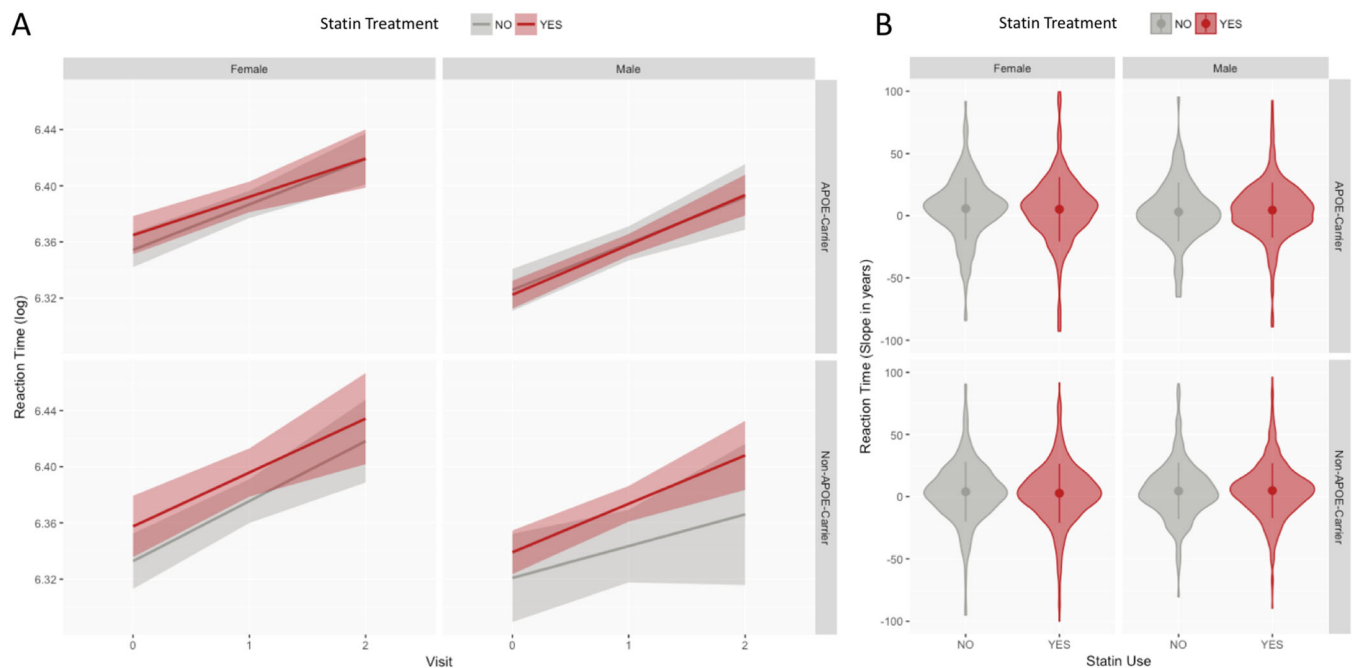 A
Statin Treatment NO YES
Female Male
6.44
6.40
6.36
6.32
APOE-Carrier
6.44
6.40
6.36
6.32
Non-APOE-Carrier
Reaction Time (log)
0 1 2 0 1 2
Visit
B
Statin Treatment NO YES
Female Male
100
50
0
-50
-100
APOE-Carrier
100
50
0
-50
-100
Non-APOE-Carrier
Reaction Time (Slope in years)
NO YES NO YES
Statin Use